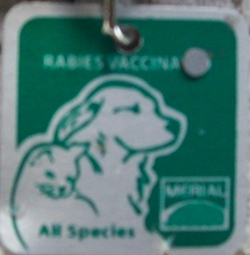 RABIES VACCINA
MERIAL
All Species